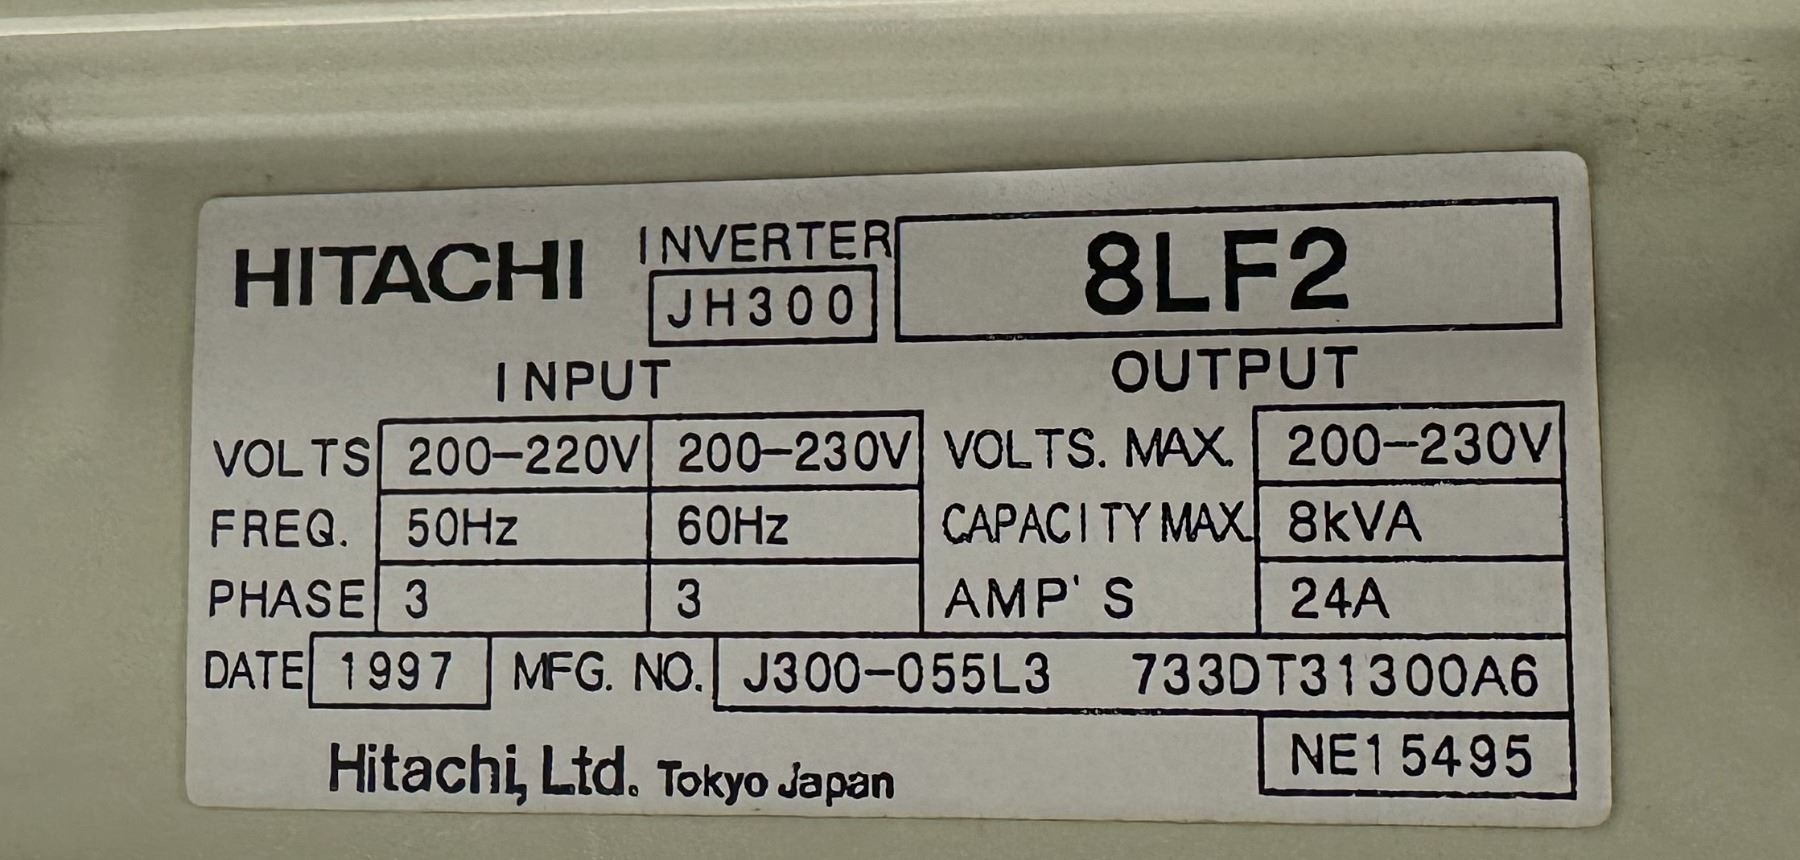 HITACHI INVERTER JH300 8LF2
INPUT OUTPUT
VOLTS 200-220V 200-230V VOLTS. MAX. 200-230V
FREQ. 50Hz 60Hz CAPACITY MAX. 8kVA
PHASE 3 3 AMP'S 24A
DATE 1997 MFG. NO. J300-055L3 733DT31300A6
NE15495
Hitachi, Ltd. Tokyo Japan